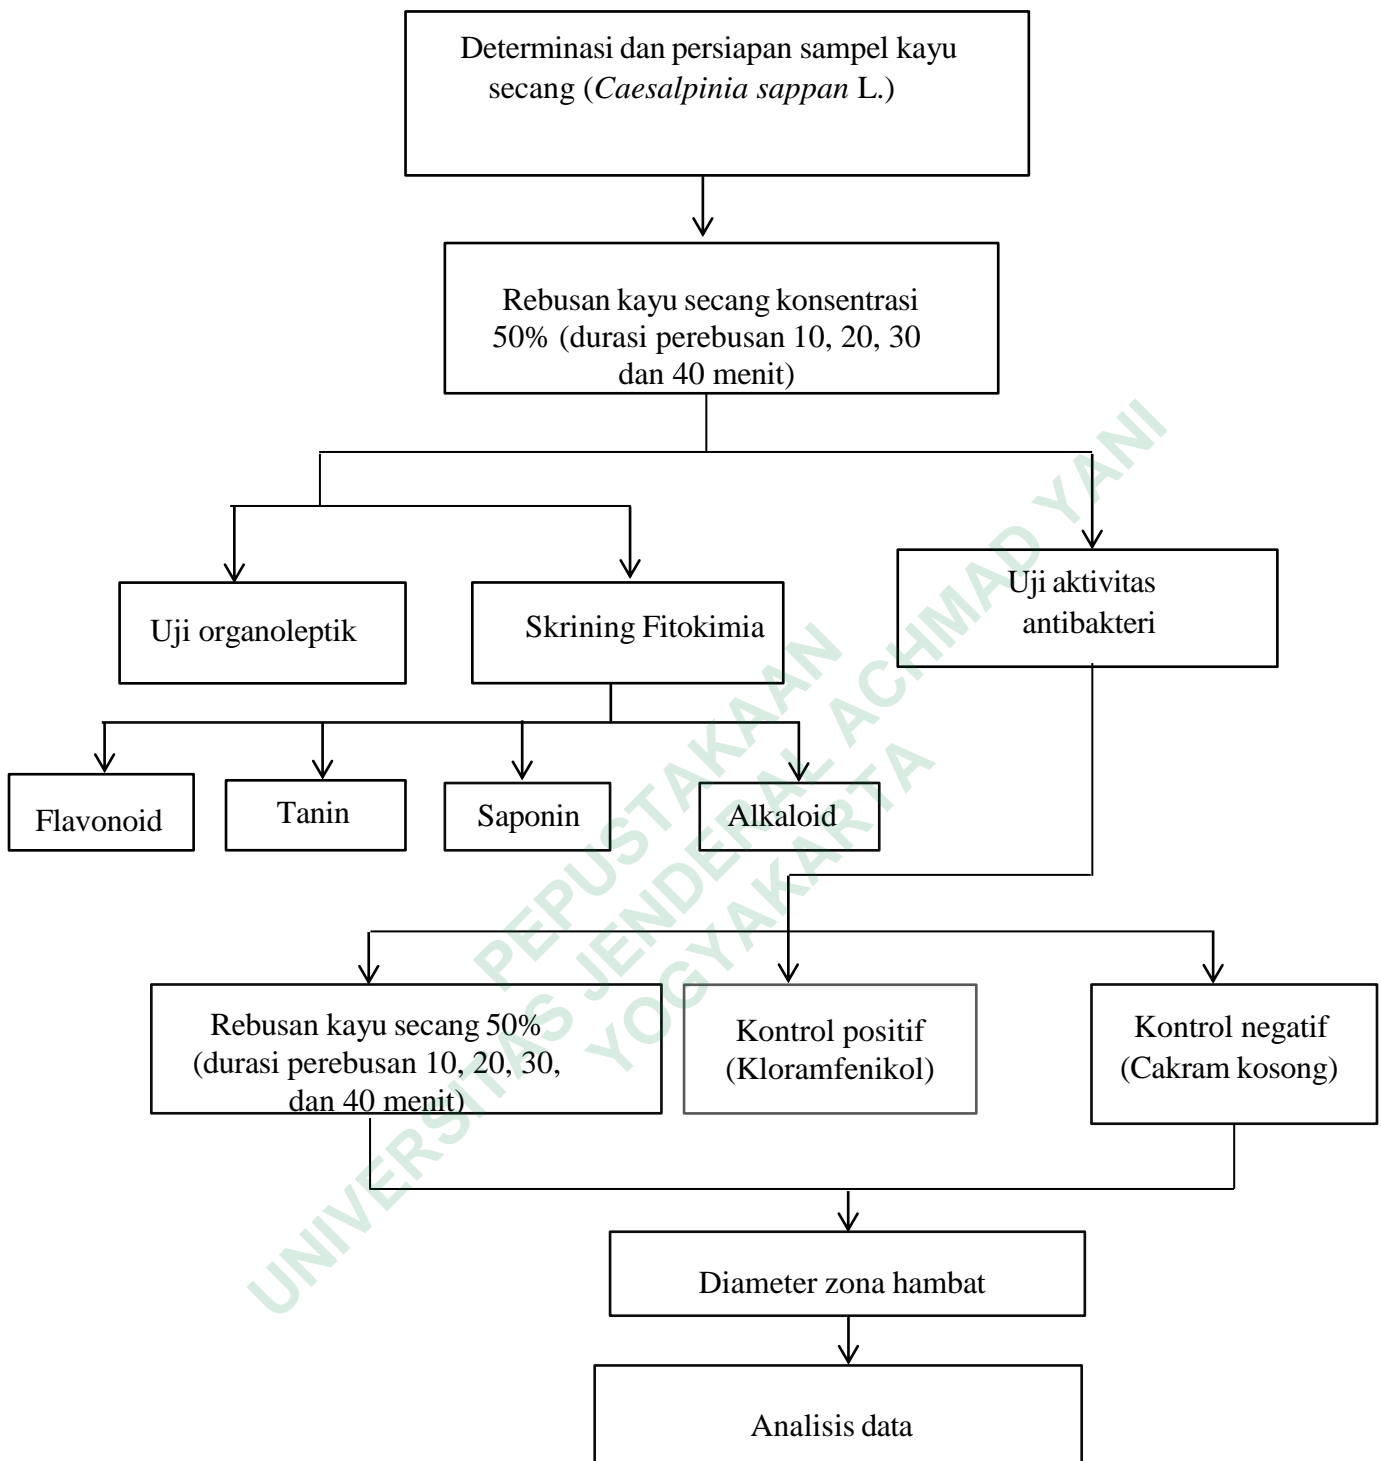 Determinasi dan persiapan sampel kayu
secang (Caesalpinia sappan L.)
Rebusan kayu secang konsentrasi
50% (durasi perebusan 10, 20, 30
dan 40 menit)
Uji organoleptik
Skrining Fitokimia
Uji aktivitas
antibakteri
Flavonoid
Tanin
Saponin
Alkaloid
Rebusan kayu secang 50%
(durasi perebusan 10, 20, 30,
dan 40 menit)
Kontrol positif
(Kloramfenikol)
Kontrol negatif
(Cakram kosong)
Diameter zona hambat
Analisis data
PEPUSTAKAAN
UNIVERSITAS JENDERAL ACHMAD YANI
YOGYAKARTA